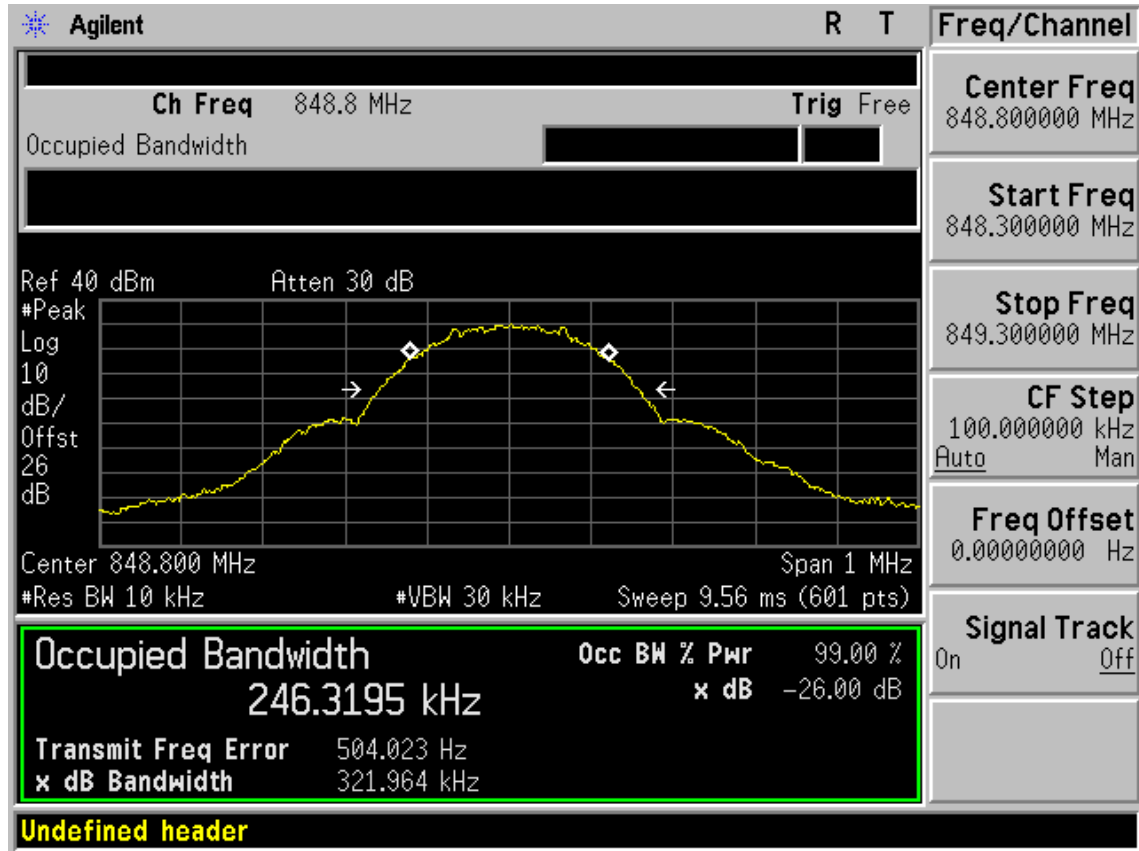 Agilent R T
Ch Freq 848.8 MHz Trig Free
Occupied Bandwidth
Ref 40 dBm Atten 30 dB
#Peak
Log
10
dB/
Offst
26
dB
Center 848.800 MHz Span 1 MHz
#Res BW 10 kHz #VBW 30 kHz Sweep 9.56 ms (601 pts)
Occupied Bandwidth Occ BW % Pwr 99.00 %
246.3195 kHz x dB -26.00 dB
Transmit Freq Error 504.023 Hz
x dB Bandwidth 321.964 kHz
Undefined header
Freq/Channel
Center Freq
848.800000 MHz
Start Freq
848.300000 MHz
Stop Freq
849.300000 MHz
CF Step
100.000000 kHz
Auto Man
Freq Offset
0.00000000 Hz
Signal Track
On Off